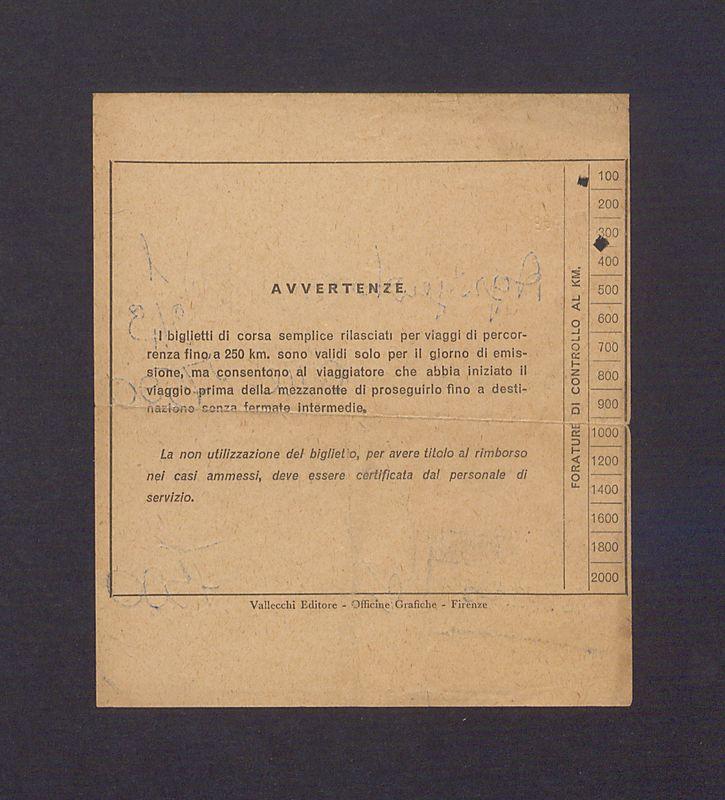 AVVERTENZE
I biglietti di corsa semplice rilasciati per viaggi di percor-
renza fino a 250 km. sono validi solo per il giorno di emis-
sione, ma consentono al viaggiatore che abbia iniziato il
viaggio prima della mezzanotte di proseguirlo fino a desti-
nazione senza fermate intermedie.
La non utilizzazione del biglietto, per avere titolo al rimborso
nei casi ammessi, deve essere certificata dal personale di
servizio.
FORATURE DI CONTROLLO AL KM.
100
200
300
400
500
600
700
800
900
1000
1200
1400
1600
1800
2000
Vallecchi Editore - Officine Grafiche - Firenze